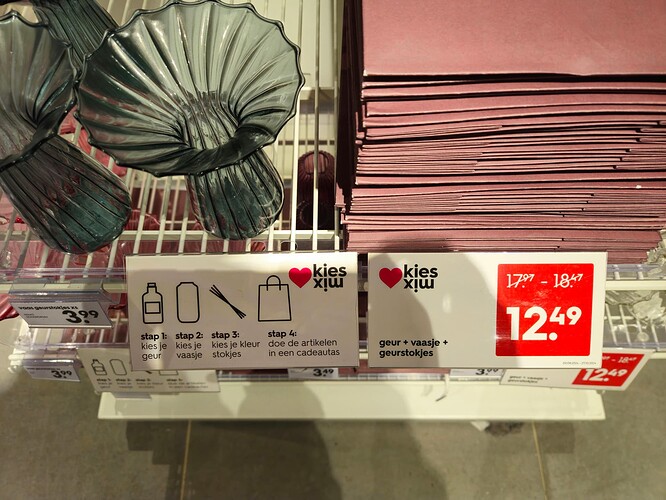 kies
mix
stap 1:
kies je
geur
stap 2:
kies je
vaasje
stap 3:
kies je kleur
stokjes
stap 4:
doe de artikelen
in een cadeautas
kies
mix
17.97 - 18.47
12.49
geur + vaasje +
geurstokjes
3.99
3.49
3.49
3.99
12.49